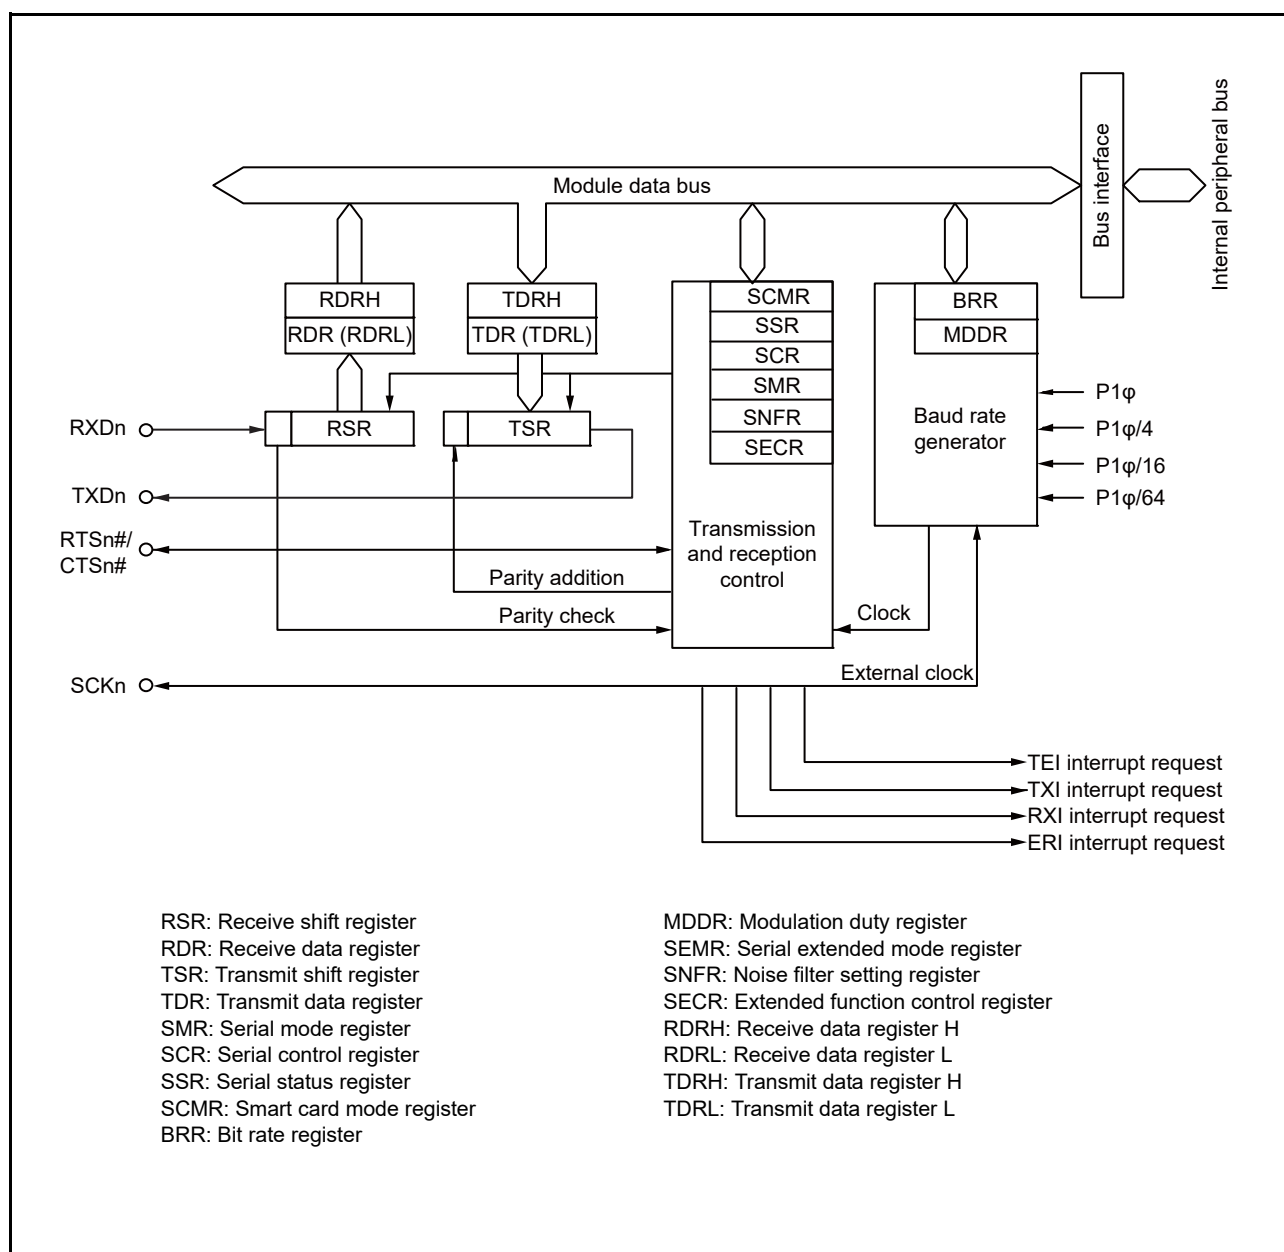 Module data bus
Bus interface
Internal peripheral bus
RDRH
RDR (RDRL)
TDRH
TDR (TDRL)
SCMR
SSR
SCR
SMR
SNFR
SECR
BRR
MDDR
Baud rate
generator
P1φ
P1φ/4
P1φ/16
P1φ/64
RXDn
RSR
TSR
TXDn
RTSn#/
CTSn#
Transmission
and reception
control
Parity addition
Parity check
Clock
SCKn
External clock
TEI interrupt request
TXI interrupt request
RXI interrupt request
ERI interrupt request
RSR: Receive shift register
RDR: Receive data register
TSR: Transmit shift register
TDR: Transmit data register
SMR: Serial mode register
SCR: Serial control register
SSR: Serial status register
SCMR: Smart card mode register
BRR: Bit rate register
MDDR: Modulation duty register
SEMR: Serial extended mode register
SNFR: Noise filter setting register
SECR: Extended function control register
RDRH: Receive data register H
RDRL: Receive data register L
TDRH: Transmit data register H
TDRL: Transmit data register L